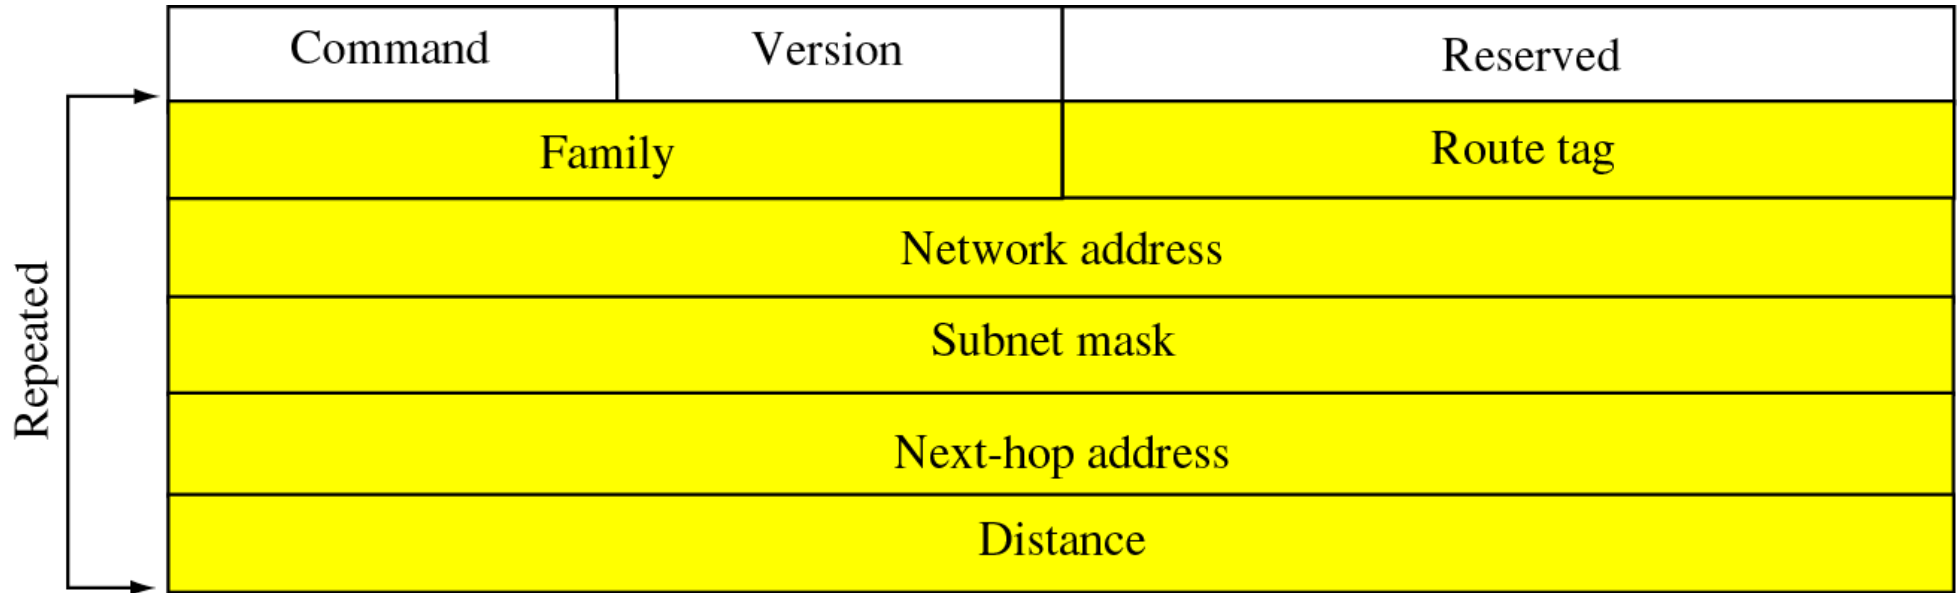 Command
Version
Reserved
Family
Route tag
Network address
Subnet mask
Next-hop address
Distance
Repeated